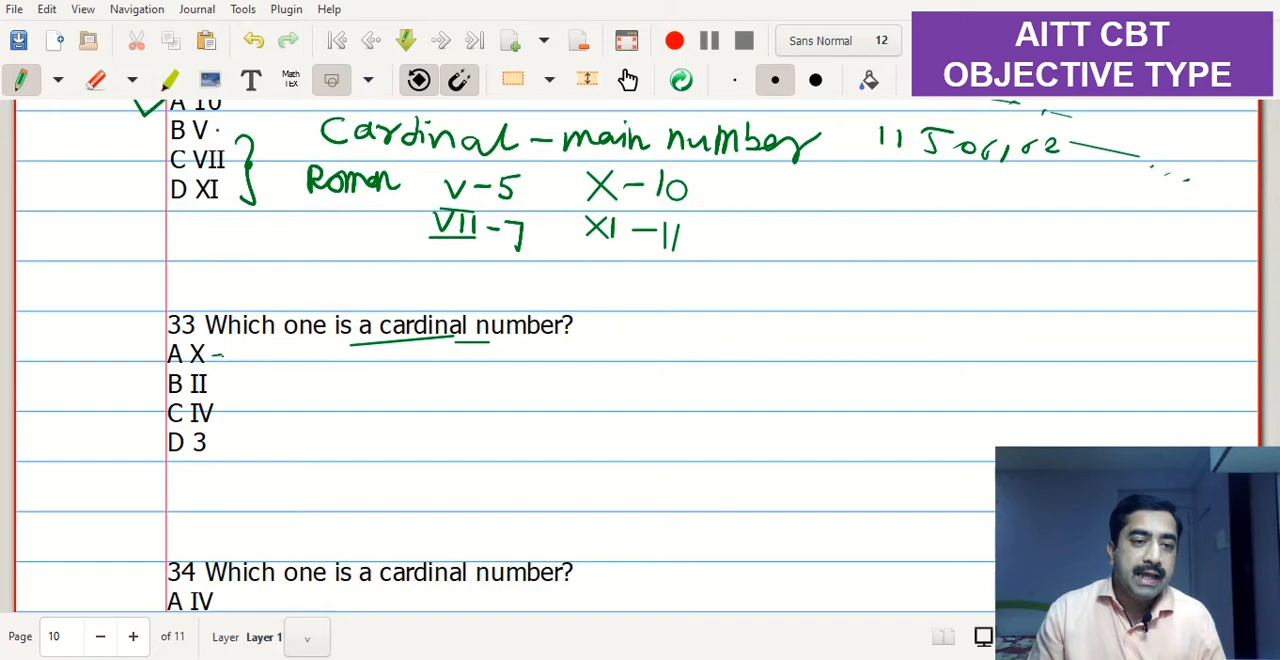 File Edit View Navigation Journal Tools Plugin Help
Sans Normal 12
T Math TEX
AITT CBT
OBJECTIVE TYPE
A 10
B V
C VII
D XI
Cardinal - main number
Roman V - 5 X - 10
VII - 7 XI - 11
33 Which one is a cardinal number?
A X -
B II
C IV
D 3
34 Which one is a cardinal number?
A IV
Page 10 - + of 11 Layer Layer 1